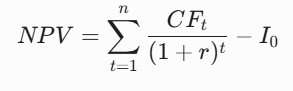 NPV = \sum_{t=1}^{n} \frac{CF_t}{(1+r)^t} - I_0